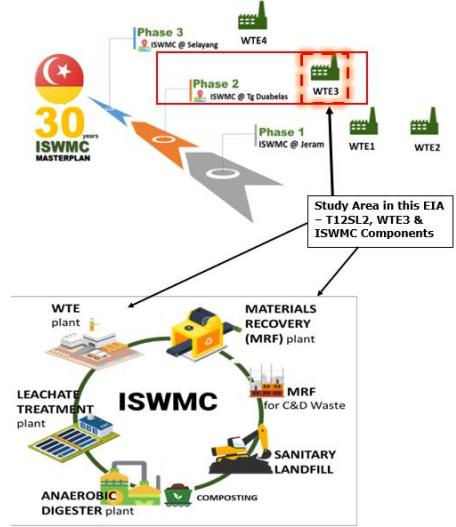 Phase 3
ISWMC @ Selayang
WTE4
Phase 2
ISWMC @ Tg Duabelas
WTE3
30 years
ISWMC
MASTERPLAN
Phase 1
ISWMC @ Jeram
WTE1
WTE2
Study Area in this EIA
– T12SL2, WTE3 &
ISWMC Components
WTE
plant
MATERIALS
RECOVERY
(MRF) plant
LEACHATE
TREATMENT
plant
ISWMC
MRF
for C&D Waste
SANITARY
LANDFILL
ANAEROBIC
DIGESTER plant
COMPOSTING